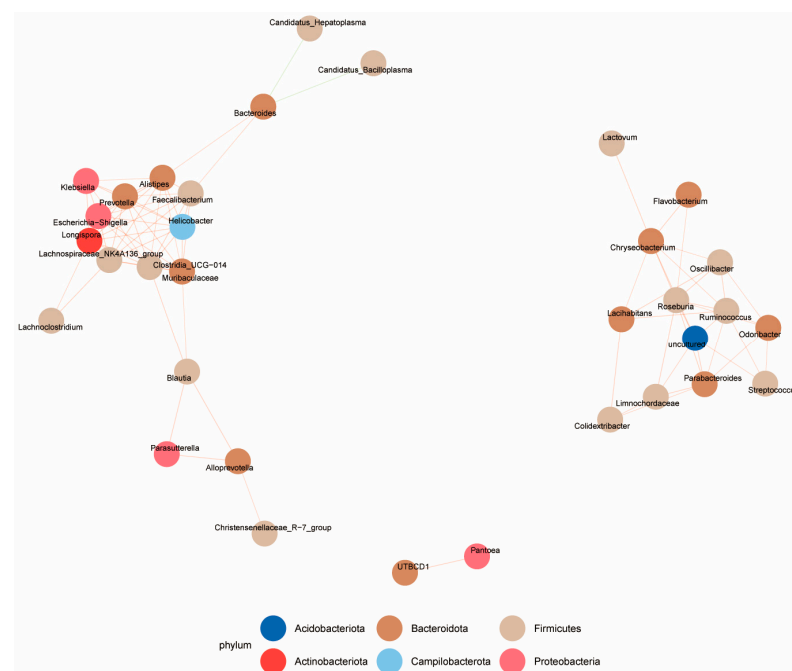 Candidatus_Hepatoplasma
Candidatus_Bacilloplasma
Bacteroides
Lactovum
Klebsiella
Alistipes
Prevotella
Faecalibacterium
Flavobacterium
Escherichia−Shigella
Helicobacter
Longispora
Chryseobacterium
Lachnospiraceae_NK4A136_group
Clostridia_UCG−014
Muribaculaceae
Oscillibacter
Roseburia
Lacihabitans
Ruminococcus
Lachnoclostridium
uncultured
Odoribacter
Blautia
Parabacteroides
Streptococc
Limnochordaceae
Colidextribacter
Parasutterella
Alloprevotella
Christensenellaceae_R−7_group
Pantoea
UTBCD1
phylum
Acidobacteriota
Bacteroidota
Firmicutes
Actinobacteriota
Campilobacterota
Proteobacteria